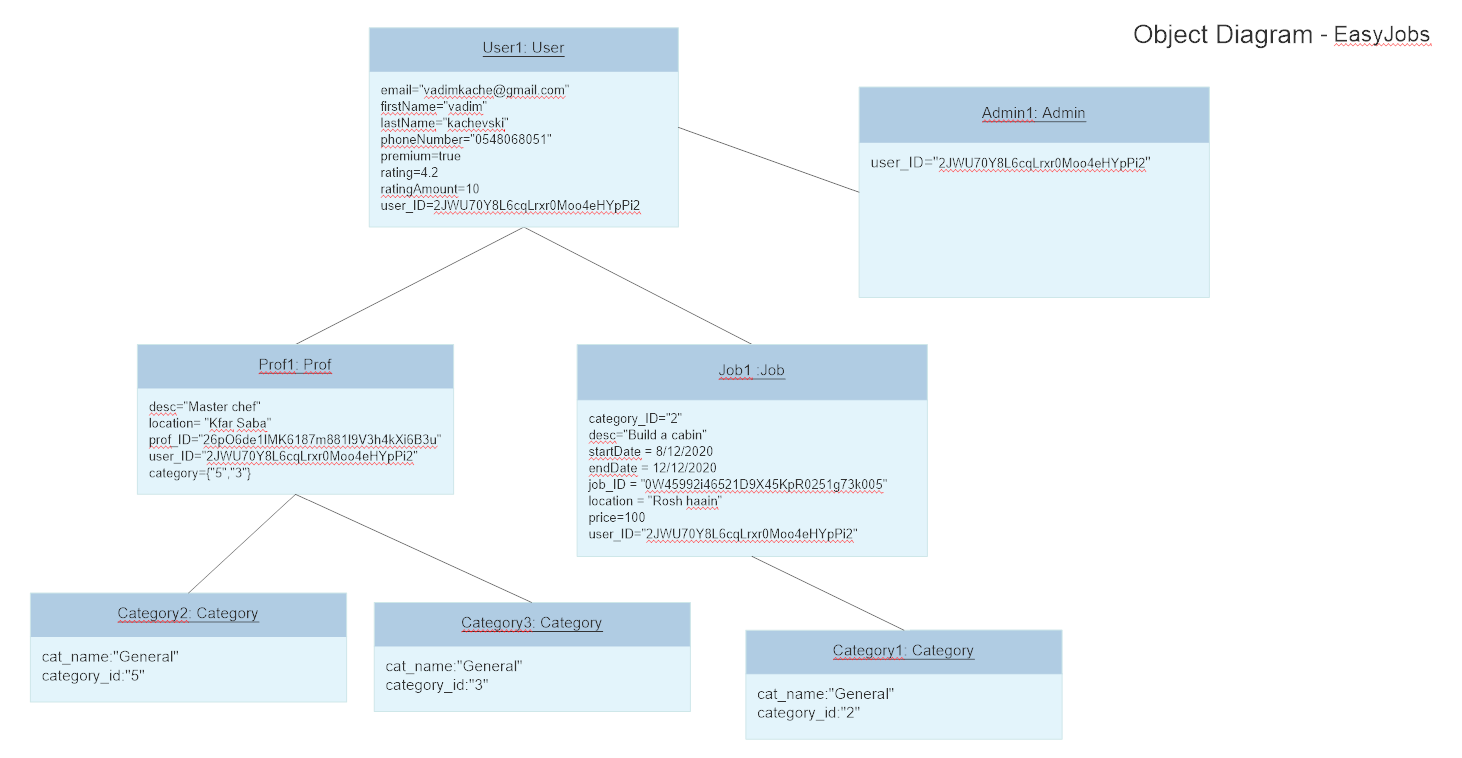 Object Diagram - EasyJobs
User1: User
email="vadimkache@gmail.com"
firstName="vadim"
lastName="kachevski"
phoneNumber="0548068051"
premium=true
rating=4.2
ratingAmount=10
user_ID=2JWU70Y8L6cqLrxr0Moo4eHYpPi2
Admin1: Admin
user_ID="2JWU70Y8L6cqLrxr0Moo4eHYpPi2"
Prof1: Prof
desc="Master chef"
location= "Kfar Saba"
prof_ID="26pO6de1IMK6187m881I9V3h4kXi6B3u"
user_ID="2JWU70Y8L6cqLrxr0Moo4eHYpPi2"
category={"5","3"}
Job1 :Job
category_ID="2"
desc="Build a cabin"
startDate = 8/12/2020
endDate = 12/12/2020
job_ID = "0W45992i46521D9X45KpR0251g73k005"
location = "Rosh haain"
price=100
user_ID="2JWU70Y8L6cqLrxr0Moo4eHYpPi2"
Category2: Category
cat_name:"General"
category_id:"5"
Category3: Category
cat_name:"General"
category_id:"3"
Category1: Category
cat_name:"General"
category_id:"2"